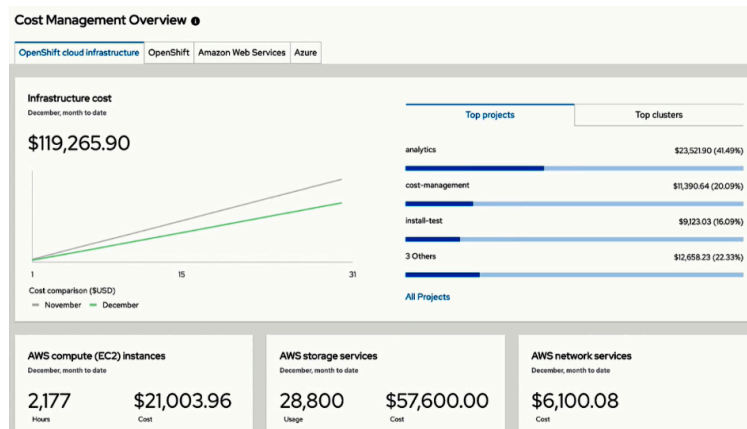 Cost Management Overview
OpenShift cloud infrastructure OpenShift Amazon Web Services Azure
Infrastructure cost
December, month to date
$119,265.90
1 15 31
Cost comparison ($USD)
November December
Top projects Top clusters
analytics $23,521.90 (41.49%)
cost-management $11,390.64 (20.09%)
install-test $9,123.03 (16.09%)
3 Others $12,658.23 (22.33%)
All Projects
AWS compute (EC2) instances
December, month to date
2,177 $21,003.96
Hours Cost
AWS storage services
December, month to date
28,800 $57,600.00
Usage Cost
AWS network services
December, month to date
$6,100.08
Cost